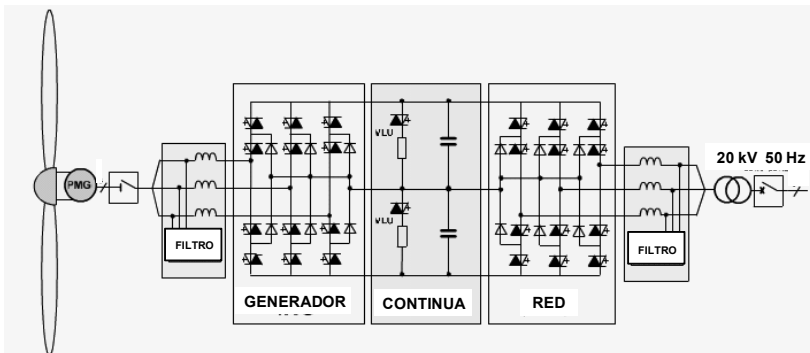 PMG
FILTRO
GENERADOR
VLU
VLU
CONTINUA
RED
FILTRO
20 kV 50 Hz